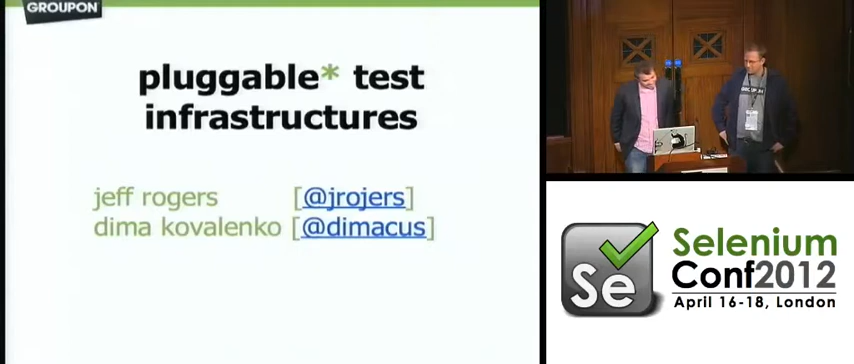 GROUPON
pluggable* test
infrastructures
jeff rogers [@jrojers]
dima kovalenko [@dimacus]
Se
Selenium
Conf2012
April 16-18, London